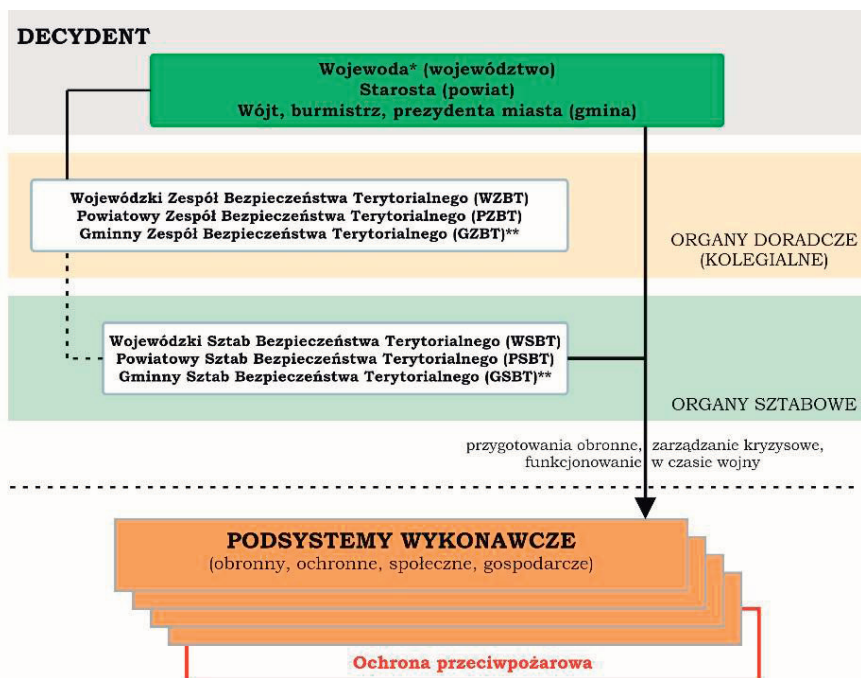 DECYDENT
Wojewoda* (województwo)
Starosta (powiat)
Wójt, burmistrz, prezydenta miasta (gmina)
Wojewódzki Zespół Bezpieczeństwa Terytorialnego (WZBT)
Powiatowy Zespół Bezpieczeństwa Terytorialnego (PZBT)
Gminny Zespół Bezpieczeństwa Terytorialnego (GZBT)**
ORGANY DORADCZE
(KOLEGIALNE)
Wojewódzki Sztab Bezpieczeństwa Terytorialnego (WSBT)
Powiatowy Sztab Bezpieczeństwa Terytorialnego (PSBT)
Gminny Sztab Bezpieczeństwa Terytorialnego (GSBT)**
ORGANY SZTABOWE
przygotowania obronne, zarządzanie kryzysowe,
funkcjonowanie w czasie wojny
PODSYSTEMY WYKONAWCZE
(obronny, ochronne, społeczne, gospodarcze)
Ochrona przeciwpożarowa